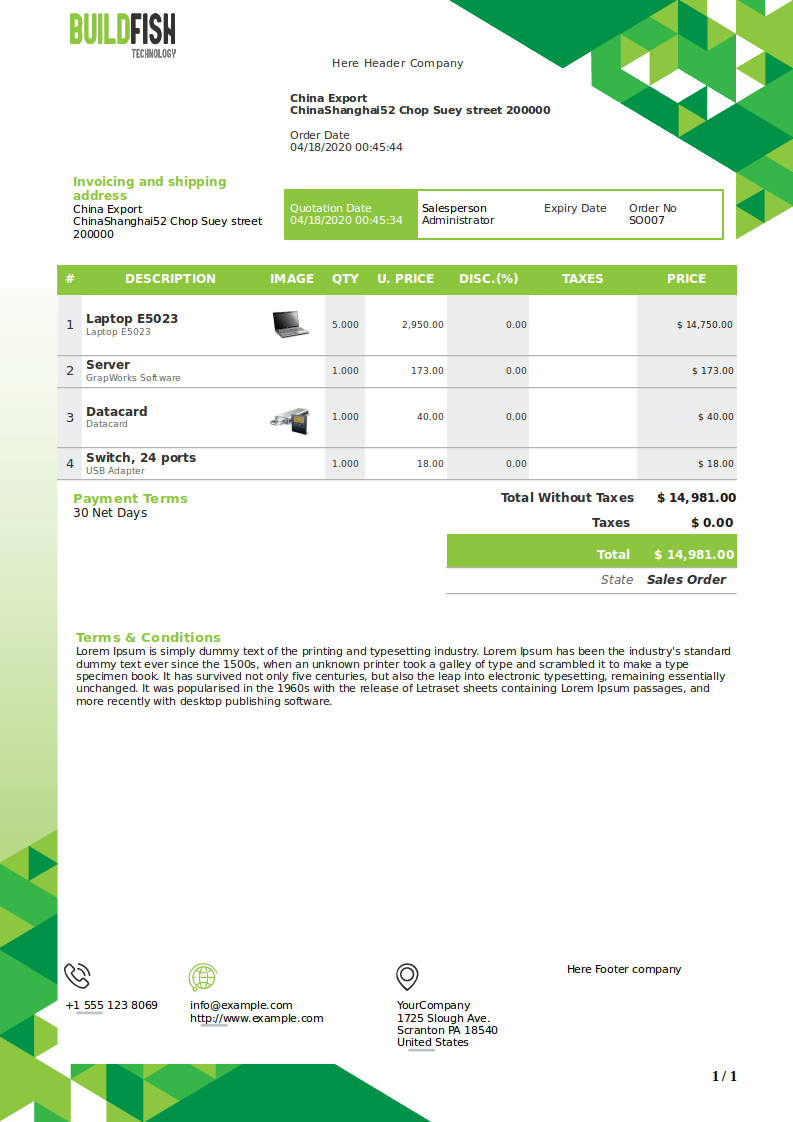 BUILDFISH
TECHNOLOGY
Here Header Company
China Export
ChinaShanghai52 Chop Suey street 200000
Order Date
04/18/2020 00:45:44
Invoicing and shipping
address
China Export
ChinaShanghai52 Chop Suey street
200000
Quotation Date
04/18/2020 00:45:34
Salesperson
Administrator
Expiry Date
Order No
SO007
# DESCRIPTION IMAGE QTY U. PRICE DISC.(%) TAXES PRICE
1 Laptop E5023 5.000 2,950.00 0.00 $ 14,750.00
Laptop E5023
2 Server 1.000 173.00 0.00 $ 173.00
GrapWorks Software
3 Datacard 1.000 40.00 0.00 $ 40.00
Datacard
4 Switch, 24 ports 1.000 18.00 0.00 $ 18.00
USB Adapter
Payment Terms
30 Net Days
Total Without Taxes $ 14,981.00
Taxes $ 0.00
Total $ 14,981.00
State Sales Order
Terms & Conditions
Lorem Ipsum is simply dummy text of the printing and typesetting industry. Lorem Ipsum has been the industry's standard
dummy text ever since the 1500s, when an unknown printer took a galley of type and scrambled it to make a type
specimen book. It has survived not only five centuries, but also the leap into electronic typesetting, remaining essentially
unchanged. It was popularised in the 1960s with the release of Letraset sheets containing Lorem Ipsum passages, and
more recently with desktop publishing software.
+1 555 123 8069
info@example.com
http://www.example.com
YourCompany
1725 Slough Ave.
Scranton PA 18540
United States
Here Footer company
1 / 1